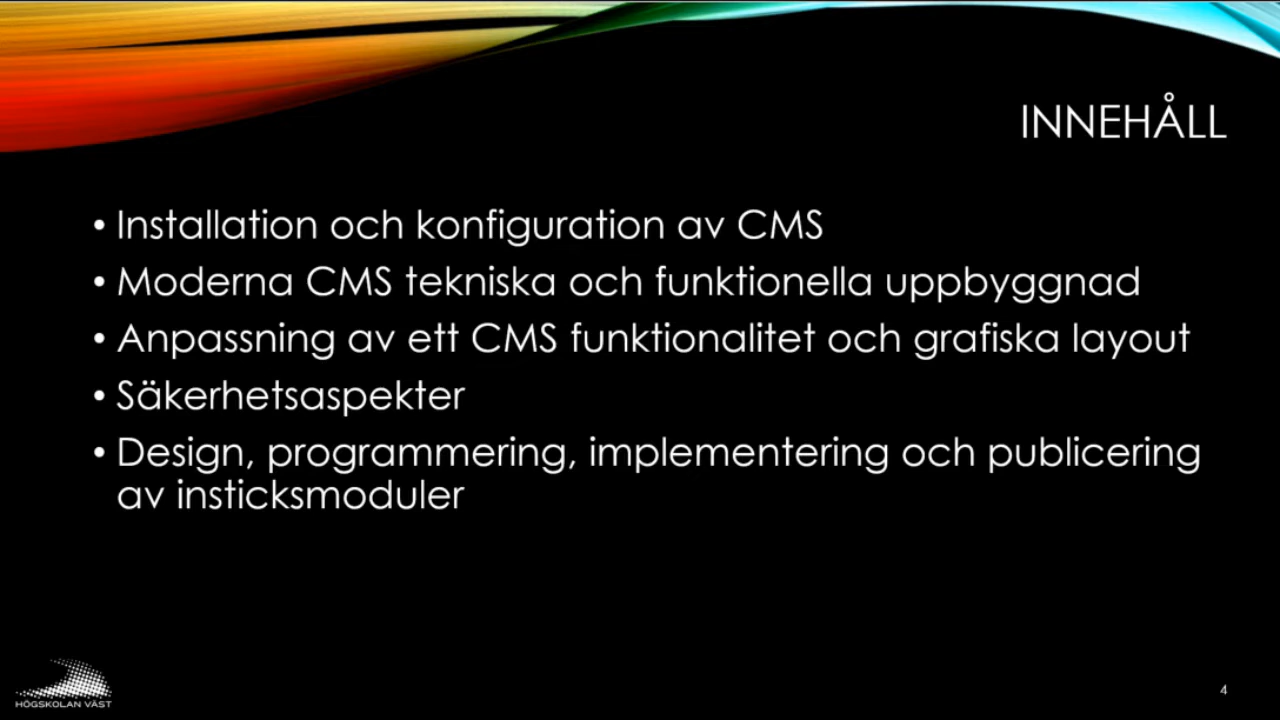 INNEHÅLL
• Installation och konfiguration av CMS
• Moderna CMS tekniska och funktionella uppbyggnad
• Anpassning av ett CMS funktionalitet och grafiska layout
• Säkerhetsaspekter
• Design, programmering, implementering och publicering
av insticksmoduler
HÖGSKOLAN VÄST
4